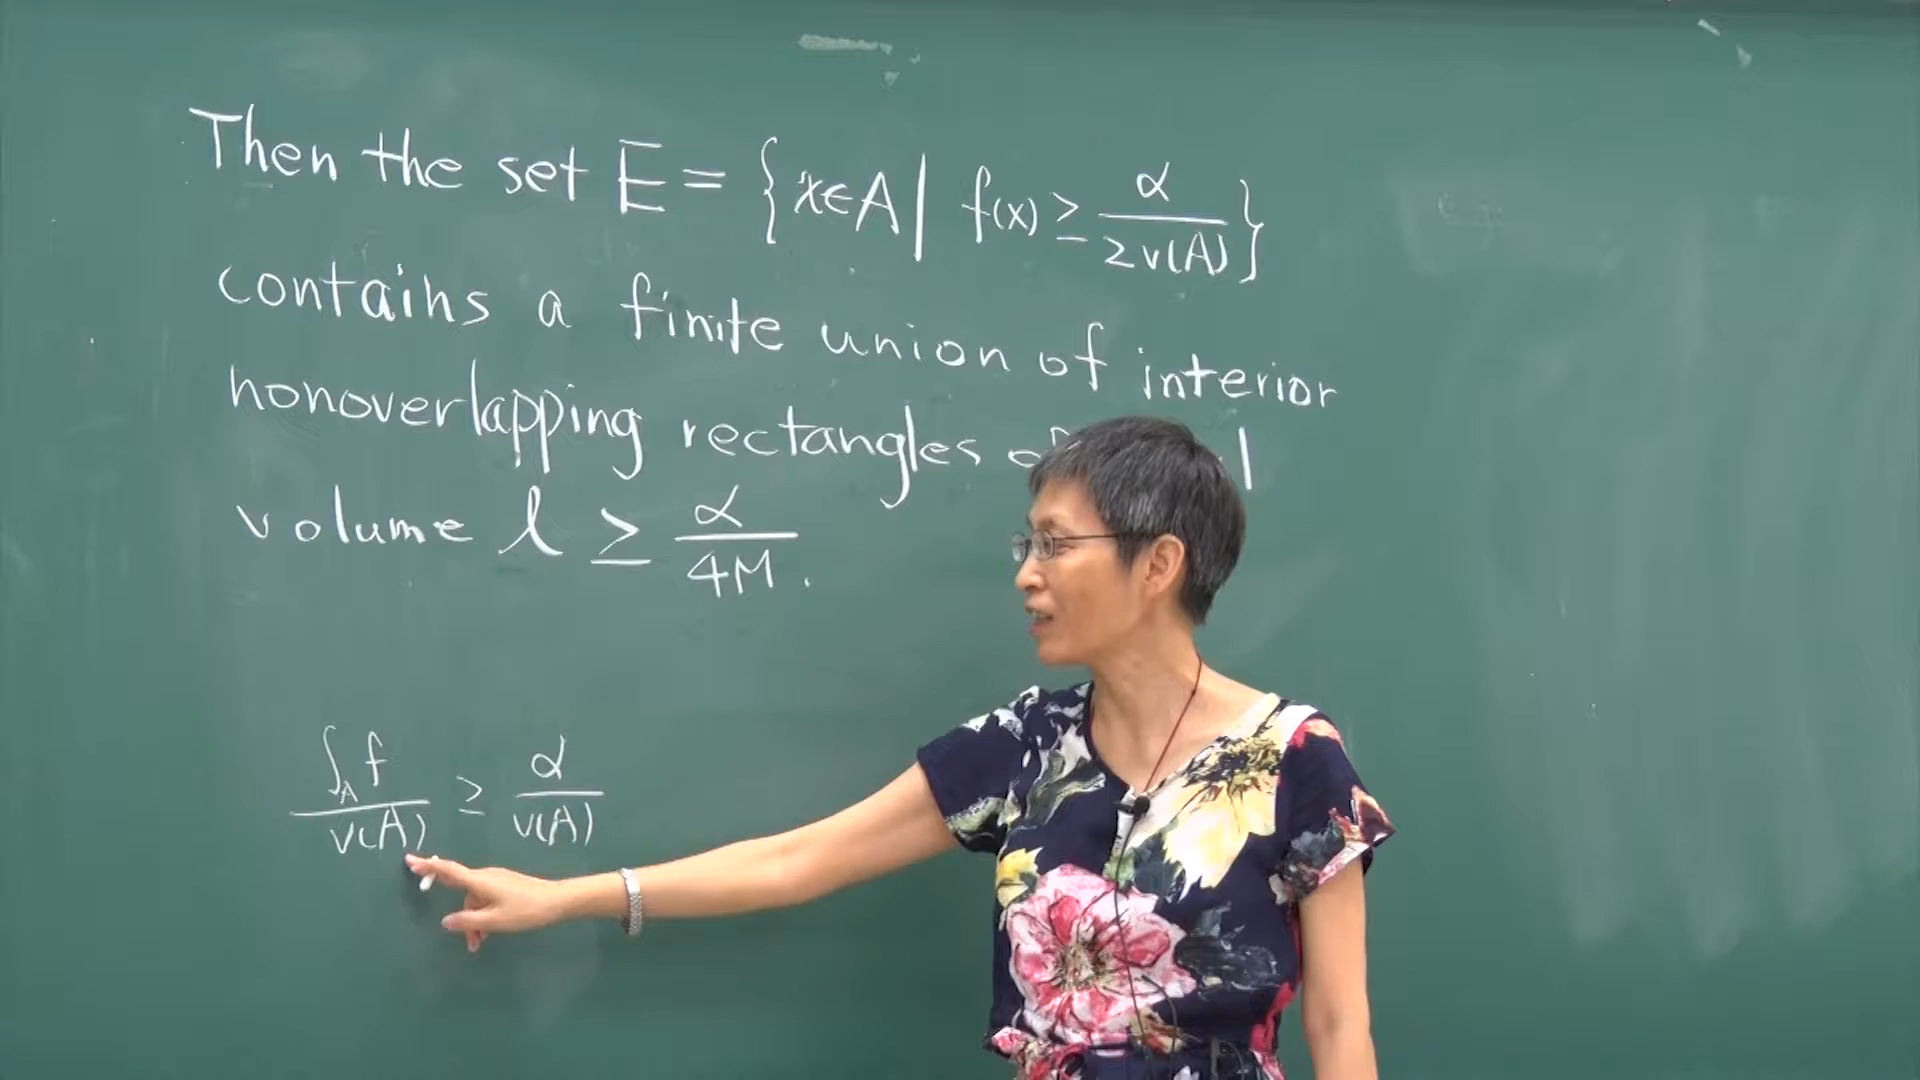 Then the set E = {x∈A | f(x) ≥ α/2v(A)}
contains a finite union of interior
nonoverlapping rectangles
volume l ≥ α/4M.
∫_A f / v(A) ≥ α/v(A)